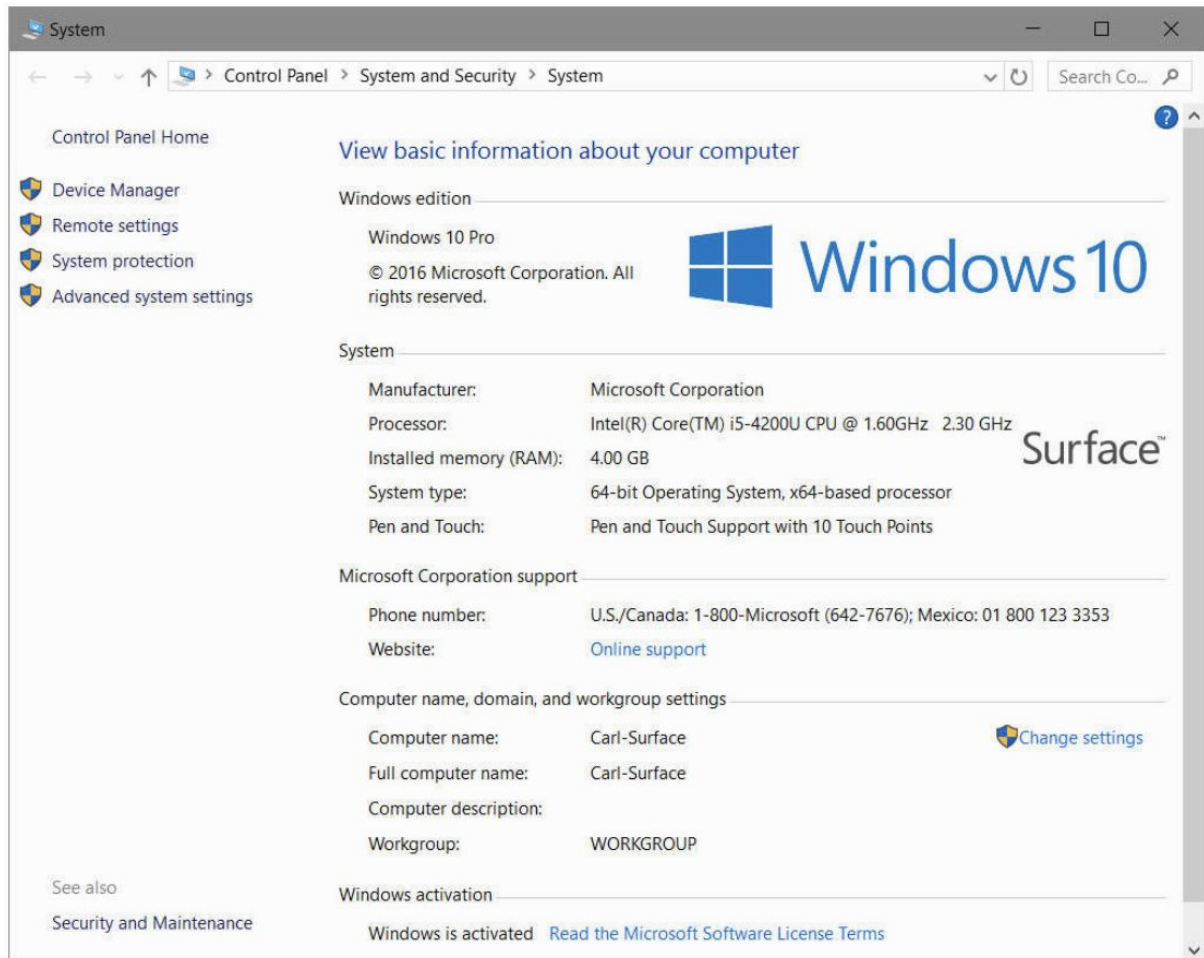 System
Control Panel > System and Security > System
Search Co...
Control Panel Home
Device Manager
Remote settings
System protection
Advanced system settings
See also
Security and Maintenance
?
View basic information about your computer
Windows edition
Windows 10 Pro
© 2016 Microsoft Corporation. All
rights reserved.
Windows 10
System
Manufacturer: Microsoft Corporation
Processor: Intel(R) Core(TM) i5-4200U CPU @ 1.60GHz 2.30 GHz
Installed memory (RAM): 4.00 GB
System type: 64-bit Operating System, x64-based processor
Pen and Touch: Pen and Touch Support with 10 Touch Points
Surface™
Microsoft Corporation support
Phone number: U.S./Canada: 1-800-Microsoft (642-7676); Mexico: 01 800 123 3353
Website: Online support
Computer name, domain, and workgroup settings
Computer name: Carl-Surface
Change settings
Full computer name: Carl-Surface
Computer description:
Workgroup: WORKGROUP
Windows activation
Windows is activated Read the Microsoft Software License Terms